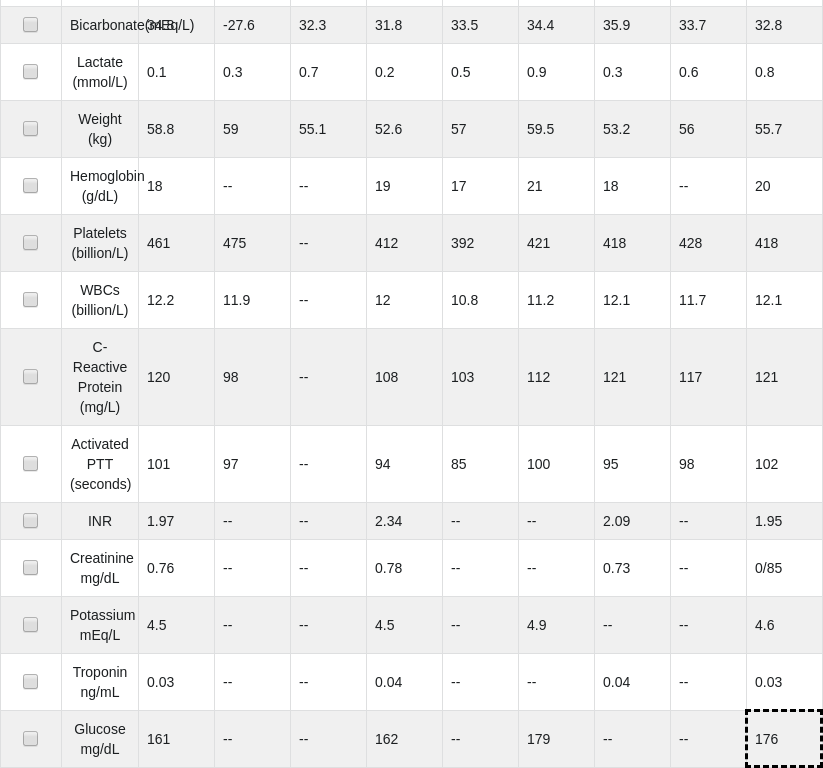 Bicarbonate(mEq/L) -27.6 32.3 31.8 33.5 34.4 35.9 33.7 32.8
Lactate
(mmol/L) 0.1 0.3 0.7 0.2 0.5 0.9 0.3 0.6 0.8
Weight
(kg) 58.8 59 55.1 52.6 57 59.5 53.2 56 55.7
Hemoglobin
(g/dL) 18 -- -- 19 17 21 18 -- 20
Platelets
(billion/L) 461 475 -- 412 392 421 418 428 418
WBCs
(billion/L) 12.2 11.9 -- 12 10.8 11.2 12.1 11.7 12.1
C-
Reactive
Protein
(mg/L) 120 98 -- 108 103 112 121 117 121
Activated
PTT
(seconds) 101 97 -- 94 85 100 95 98 102
INR 1.97 -- -- 2.34 -- -- 2.09 -- 1.95
Creatinine
mg/dL 0.76 -- -- 0.78 -- -- 0.73 -- 0/85
Potassium
mEq/L 4.5 -- -- 4.5 -- 4.9 -- -- 4.6
Troponin
ng/mL 0.03 -- -- 0.04 -- -- 0.04 -- 0.03
Glucose
mg/dL 161 -- -- 162 -- 179 -- -- 176